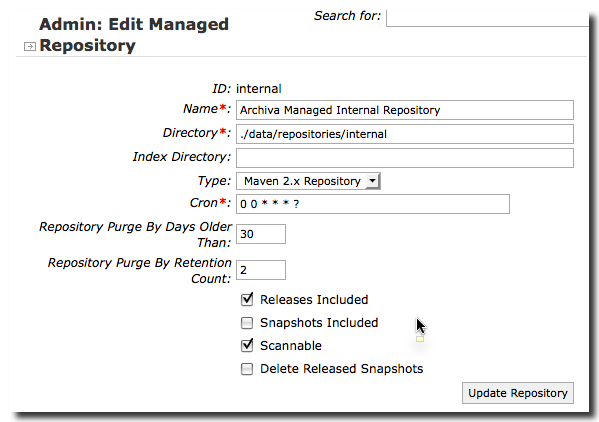 Search for:
Admin: Edit Managed
Repository
ID: internal
Name*: Archiva Managed Internal Repository
Directory*: ./data/repositories/internal
Index Directory:
Type: Maven 2.x Repository
Cron*: 0 0 * * * ?
Repository Purge By Days Older
Than: 30
Repository Purge By Retention
Count: 2
Releases Included
Snapshots Included
Scannable
Delete Released Snapshots
Update Repository